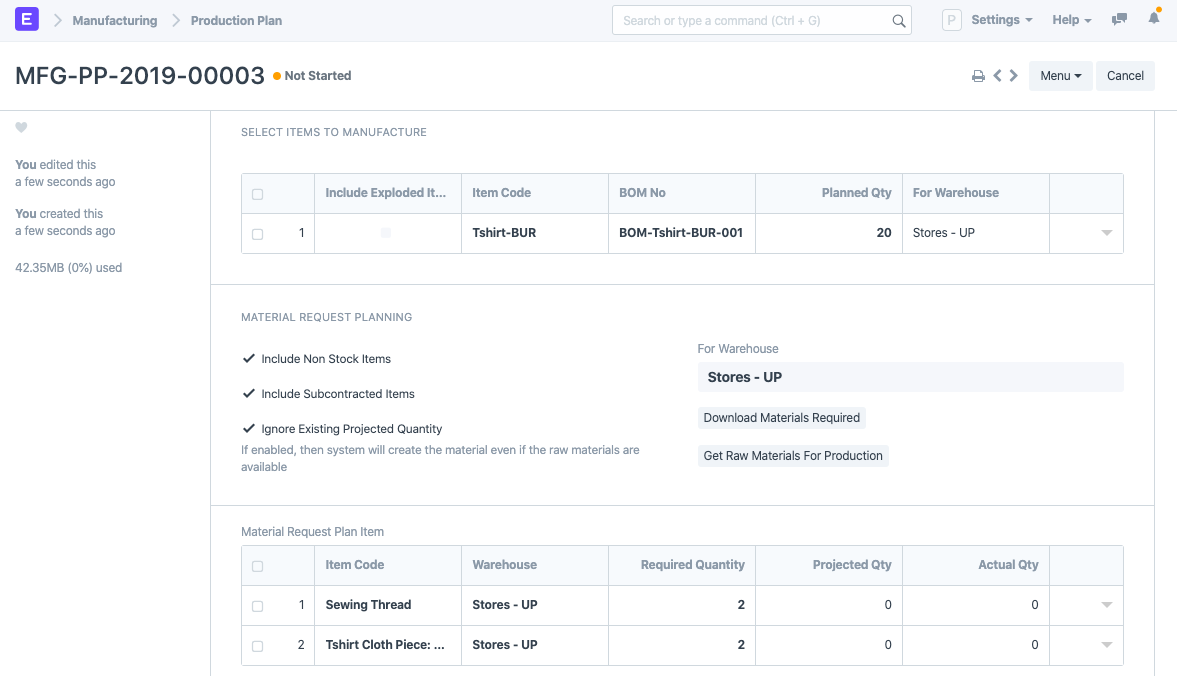 E Manufacturing Production Plan Search or type a command (Ctrl + G) P Settings Help
MFG-PP-2019-00003 Not Started Menu Cancel
You edited this
a few seconds ago
You created this
a few seconds ago
42.35MB (0%) used
SELECT ITEMS TO MANUFACTURE
Include Exploded It... Item Code BOM No Planned Qty For Warehouse
1 Tshirt-BUR BOM-Tshirt-BUR-001 20 Stores - UP
MATERIAL REQUEST PLANNING
Include Non Stock Items
Include Subcontracted Items
Ignore Existing Projected Quantity
If enabled, then system will create the material even if the raw materials are
available
For Warehouse
Stores - UP
Download Materials Required
Get Raw Materials For Production
Material Request Plan Item
Item Code Warehouse Required Quantity Projected Qty Actual Qty
1 Sewing Thread Stores - UP 2 0 0
2 Tshirt Cloth Piece: ... Stores - UP 2 0 0